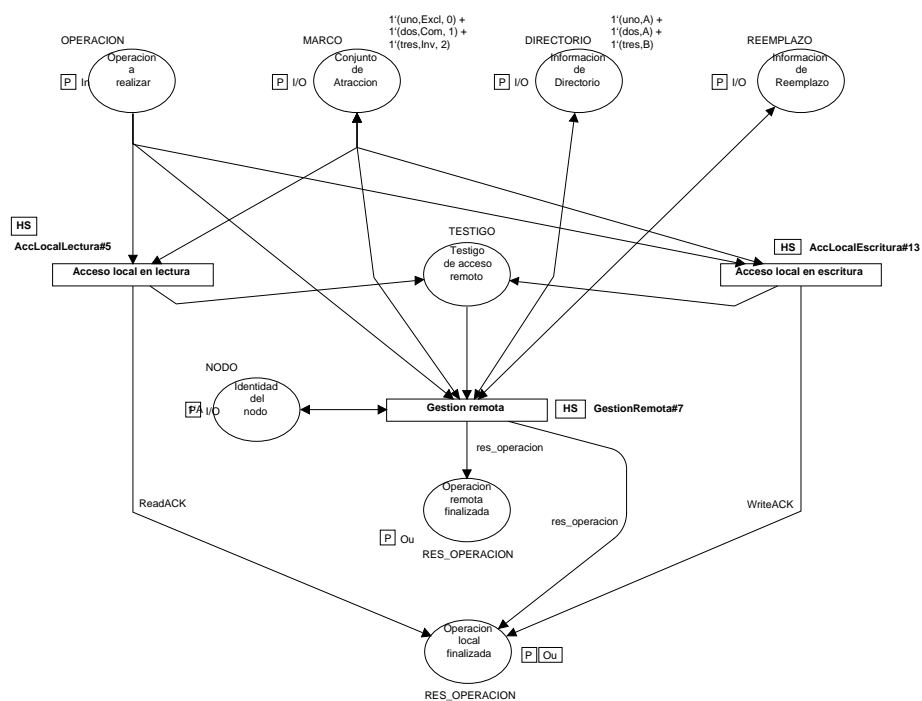 1'(uno,Excl, 0) +
1'(dos,Com, 1) +
1'(tres,Inv, 2)
1'(uno,A) +
1'(dos,A) +
1'(tres,B)
OPERACION
MARCO
DIRECTORIO
REEMPLAZO
Operacion
a
realizar
P In
Conjunto
de
Atraccion
P I/O
Informacion
de
Directorio
P I/O
Informacion
de
Reemplazo
P I/O
HS
AccLocalLectura#5
Acceso local en lectura
TESTIGO
Testigo
de acceso
remoto
HS AccLocalEscritura#13
Acceso local en escritura
NODO
Identidad
del
nodo
I/O
Gestion remota
HS GestionRemota#7
res_operacion
Operacion
remota
finalizada
P Ou
RES_OPERACION
ReadACK
res_operacion
WriteACK
Operacion
local
finalizada
P Ou
RES_OPERACION